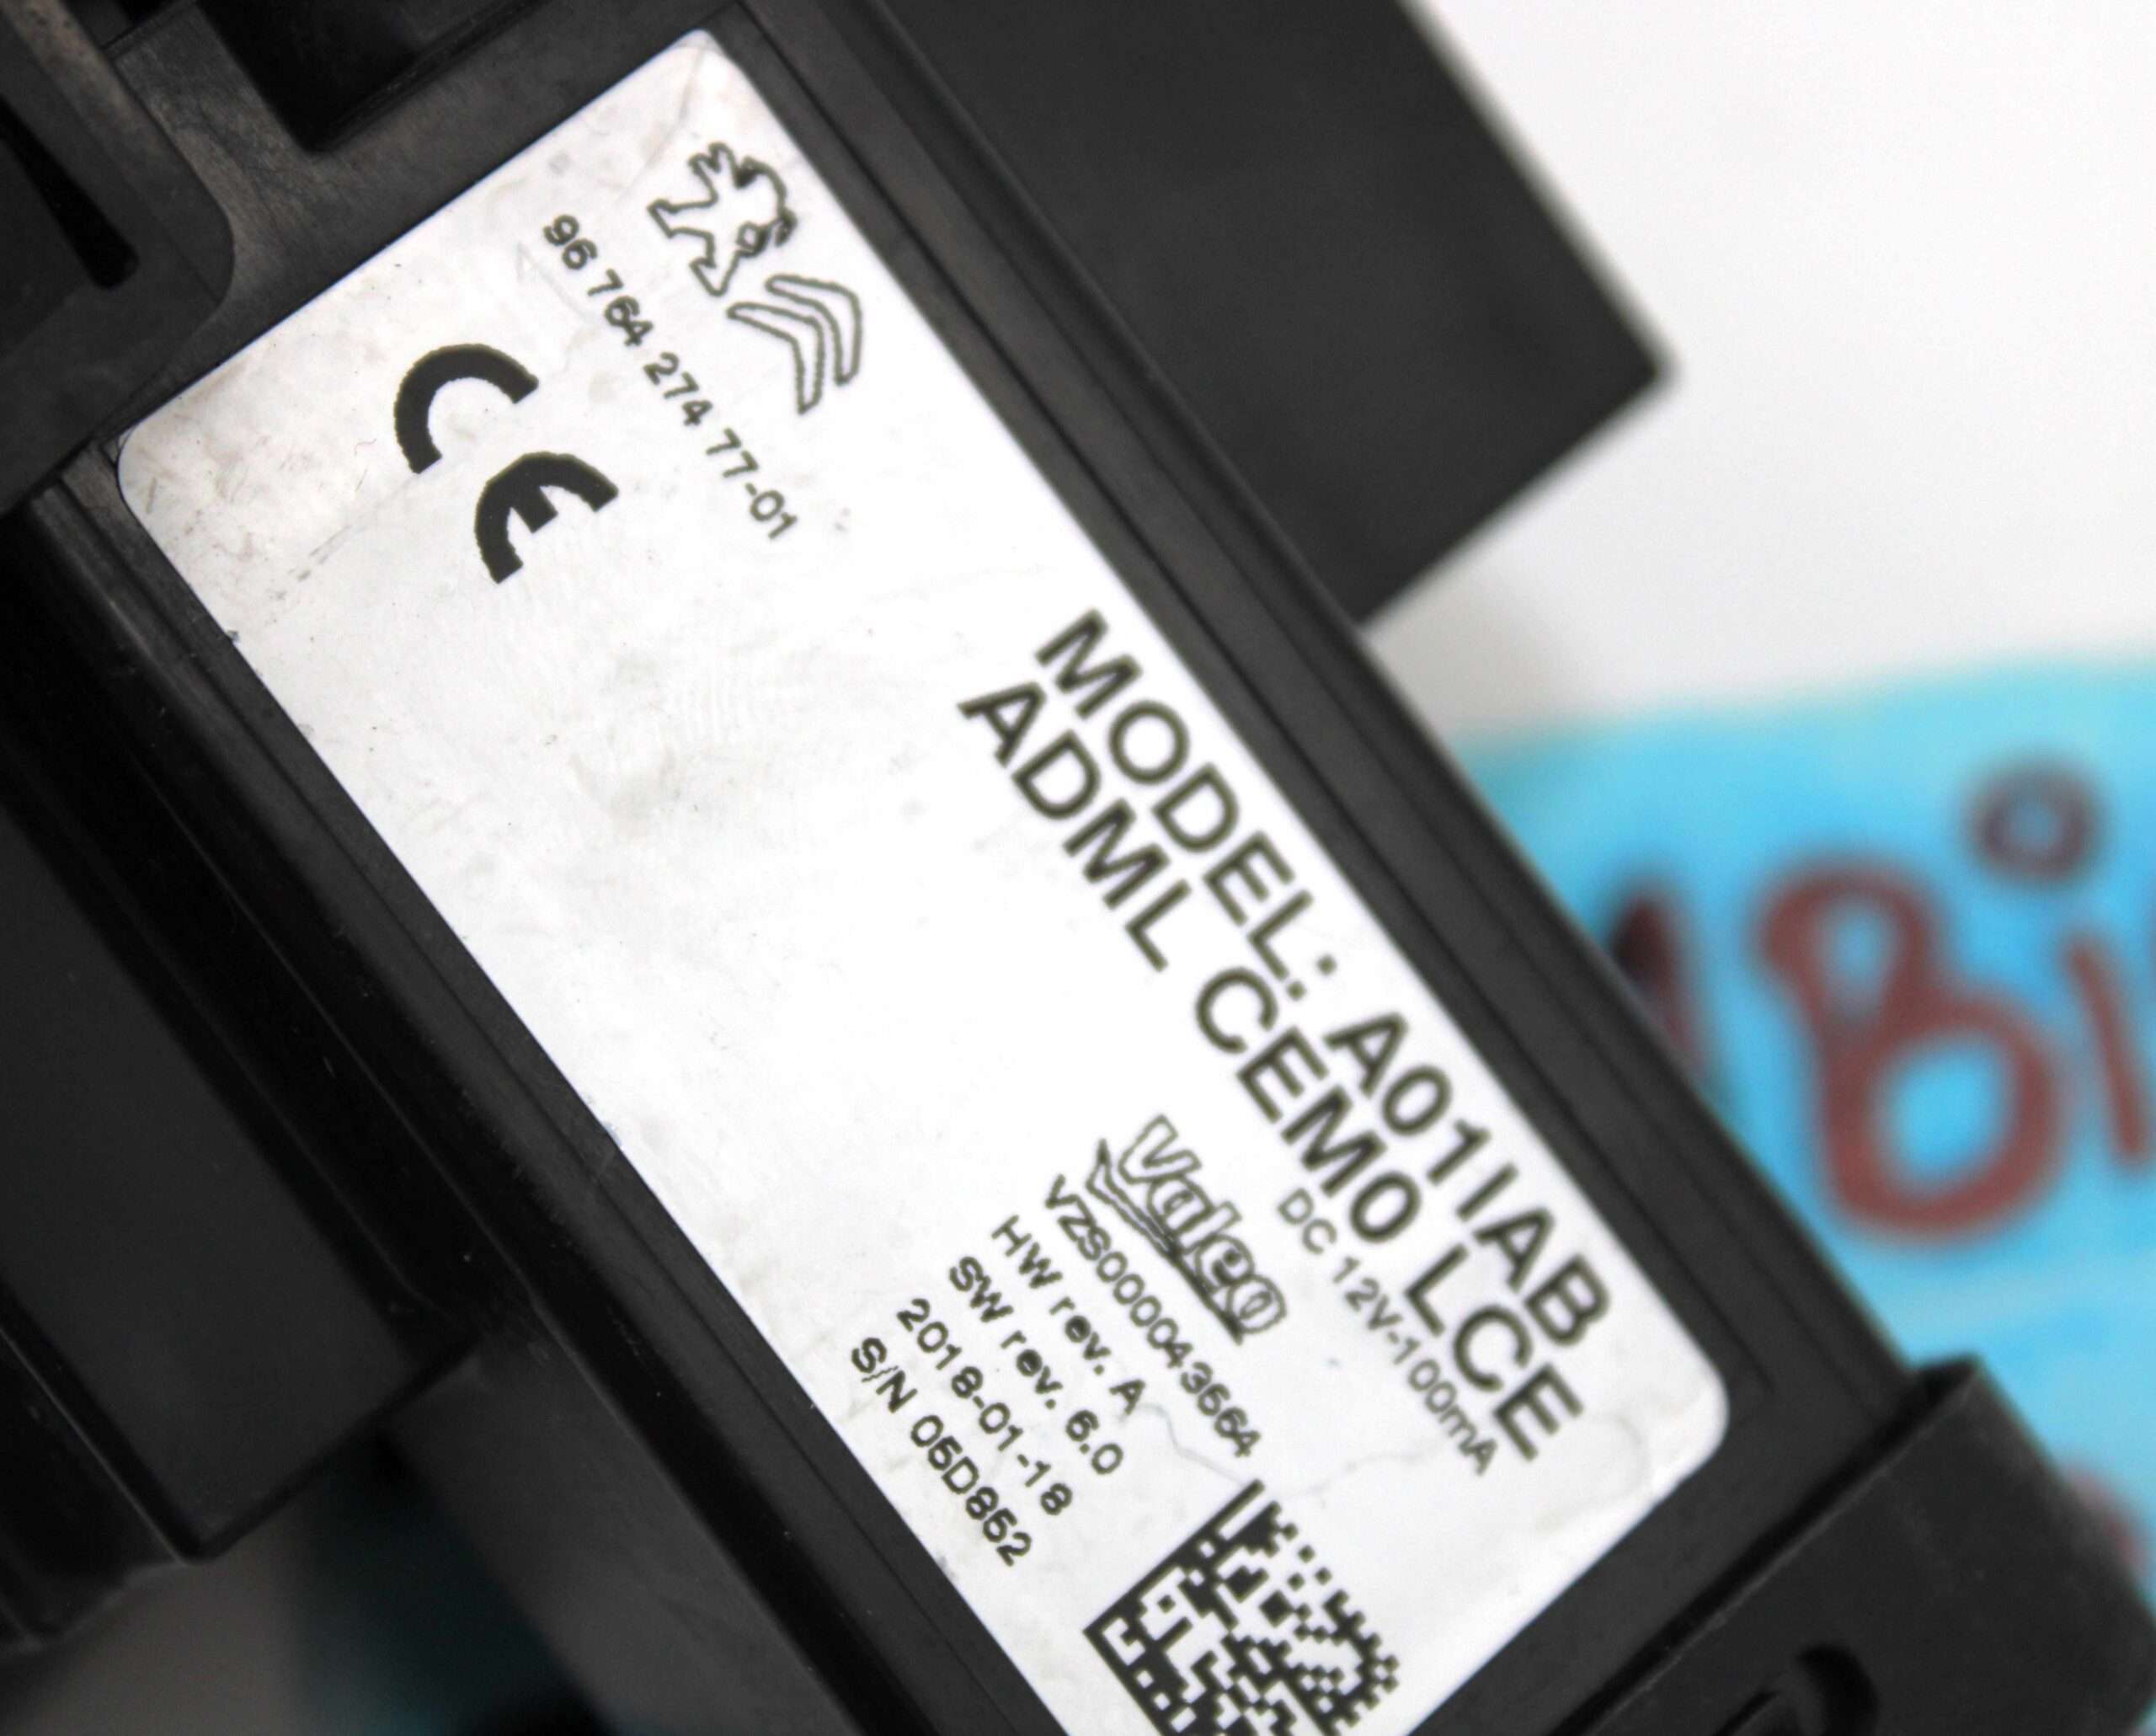 96 764 274 77-01
CE
MODEL: A01IAB
ADML CEM0 LCE
DC 12V-100mA
Valeo
VZS000043664
HW rev. A
SW rev. 6.0
2018-01-18
S/N 05D852